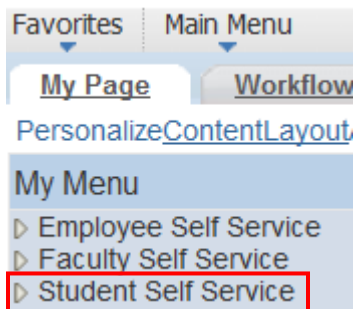 Favorites Main Menu
My Page Workflow
PersonalizeContentLayout
My Menu
Employee Self Service
Faculty Self Service
Student Self Service